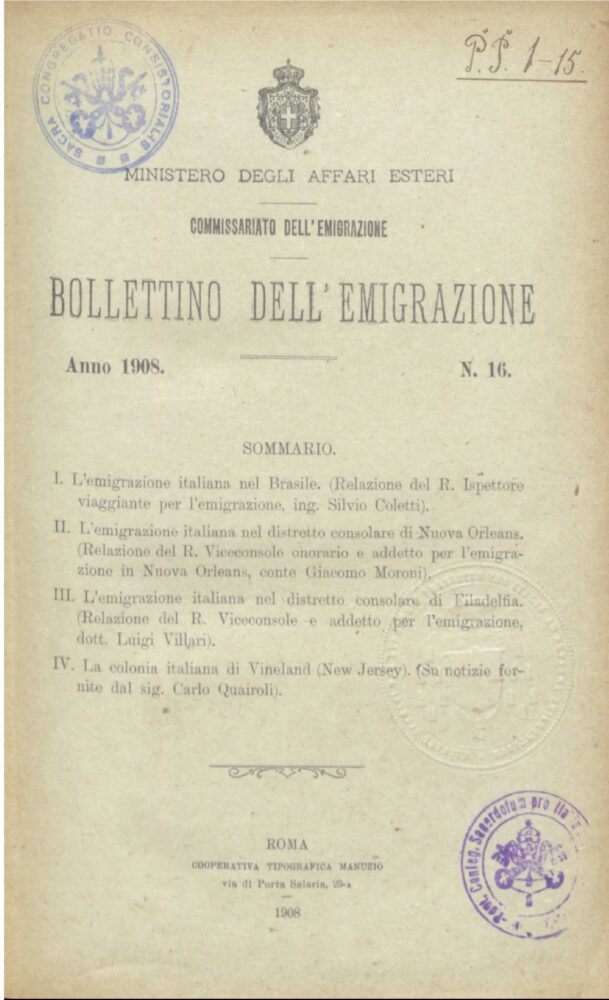 SACRA CONGREGATIO CONSISTORIALIS
P.P. 1-15.
MINISTERO DEGLI AFFARI ESTERI
COMMISSARIATO DELL'EMIGRAZIONE
BOLLETTINO DELL'EMIGRAZIONE
Anno 1908. N. 16.
SOMMARIO.
I. L'emigrazione italiana nel Brasile. (Relazione del R. Ispettore
viaggiante per l'emigrazione, ing. Silvio Coletti).
II. L'emigrazione italiana nel distretto consolare di Nuova Orleans.
(Relazione del R. Viceconsole onorario e addetto per l'emigra-
zione in Nuova Orleans, conte Giacomo Moroni).
III. L'emigrazione italiana nel distretto consolare di Filadelfia.
(Relazione del R. Viceconsole e addetto per l'emigrazione,
dott. Luigi Villari).
IV. La colonia italiana di Vineland (New Jersey). (Su notizie for-
nite dal sig. Carlo Quairoli).
ROMA
COOPERATIVA TIPOGRAFICA MANUZIO
via di Porta Salaria, 23-A
1908
Sacerdotum pro